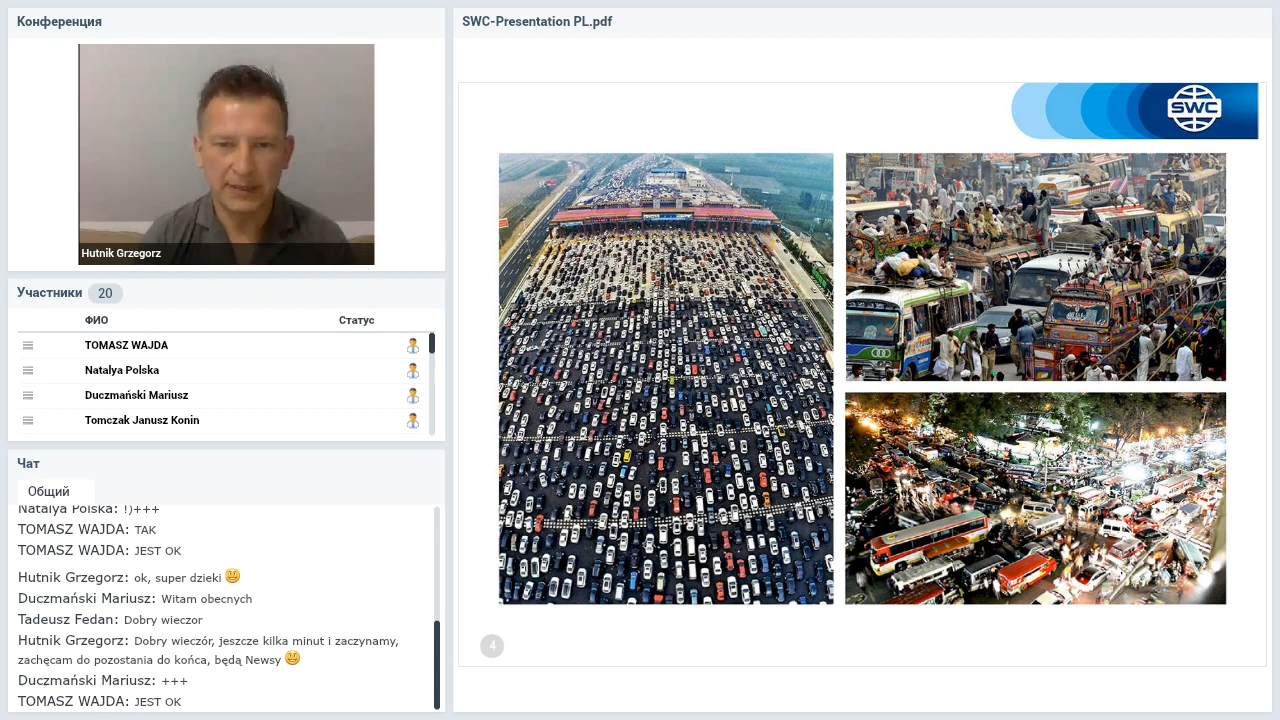 Конференция
Hutnik Grzegorz
Участники 20
ФИО Статус
TOMASZ WAJDA
Natalya Polska
Duczmański Mariusz
Tomczak Janusz Konin
Чат
Общий
Natalya Polska: !)+++
TOMASZ WAJDA: TAK
TOMASZ WAJDA: JEST OK
Hutnik Grzegorz: ok, super dzieki
Duczmański Mariusz: Witam obecnych
Tadeusz Fedan: Dobry wieczor
Hutnik Grzegorz: Dobry wieczór, jeszcze kilka minut i zaczynamy,
zachęcam do pozostania do końca, będą Newsy
Duczmański Mariusz: +++
TOMASZ WAJDA: JEST OK
SWC-Presentation PL.pdf
SWC
4